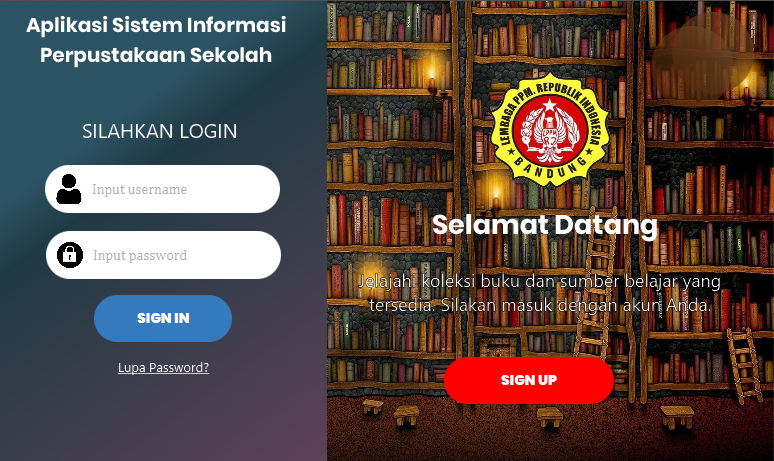 Aplikasi Sistem Informasi
Perpustakaan Sekolah
SILAHKAN LOGIN
Input username
Input password
SIGN IN
Lupa Password?
LEMBAGA PPM. REPUBLIK INDONESIA
BANDUNG
Selamat Datang
Jelajahi koleksi buku dan sumber belajar yang
tersedia. Silakan masuk dengan akun Anda.
SIGN UP